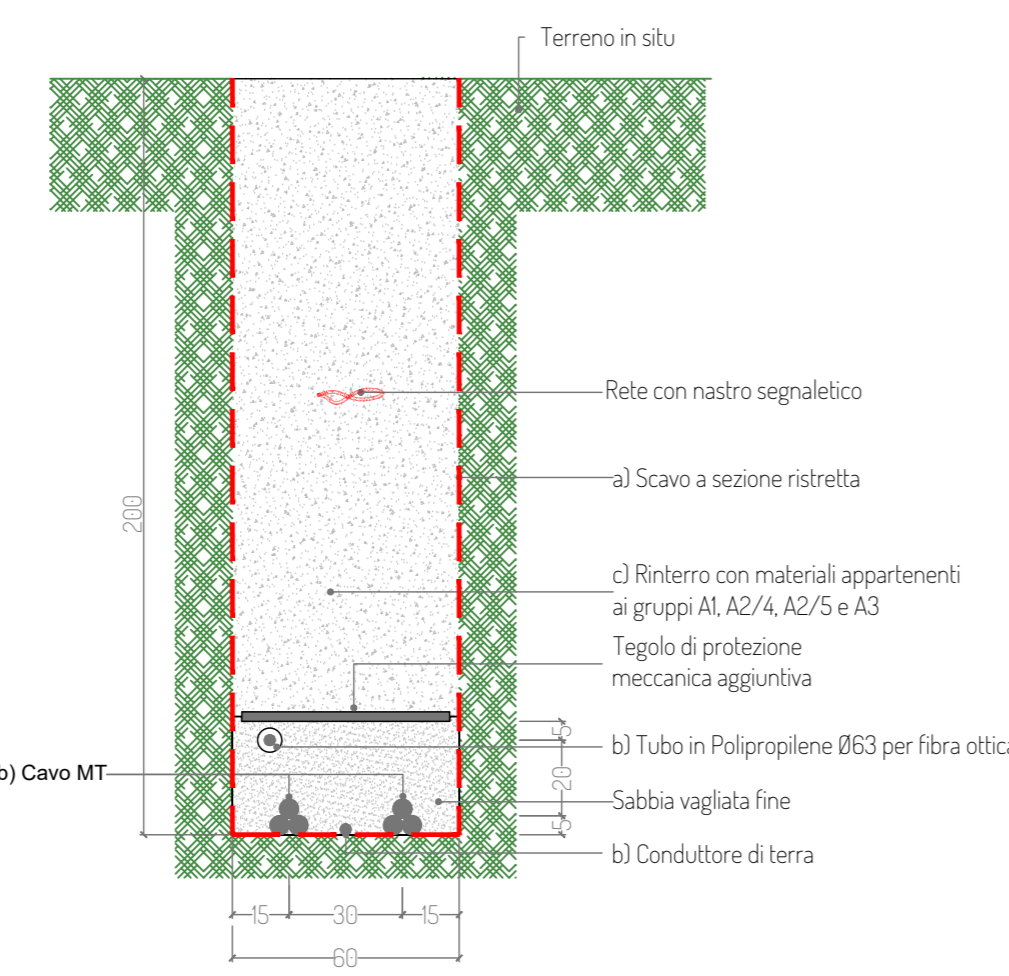 Terreno in situ
Rete con nastro segnaletico
a) Scavo a sezione ristretta
200
c) Rinterro con materiali appartenenti
ai gruppi A1, A2/4, A2/5 e A3
Tegolo di protezione
meccanica aggiuntiva
5
b) Tubo in Polipropilene Ø63 per fibra ottica
b) Cavo MT
20
Sabbia vagliata fine
5
b) Conduttore di terra
15
30
15
60